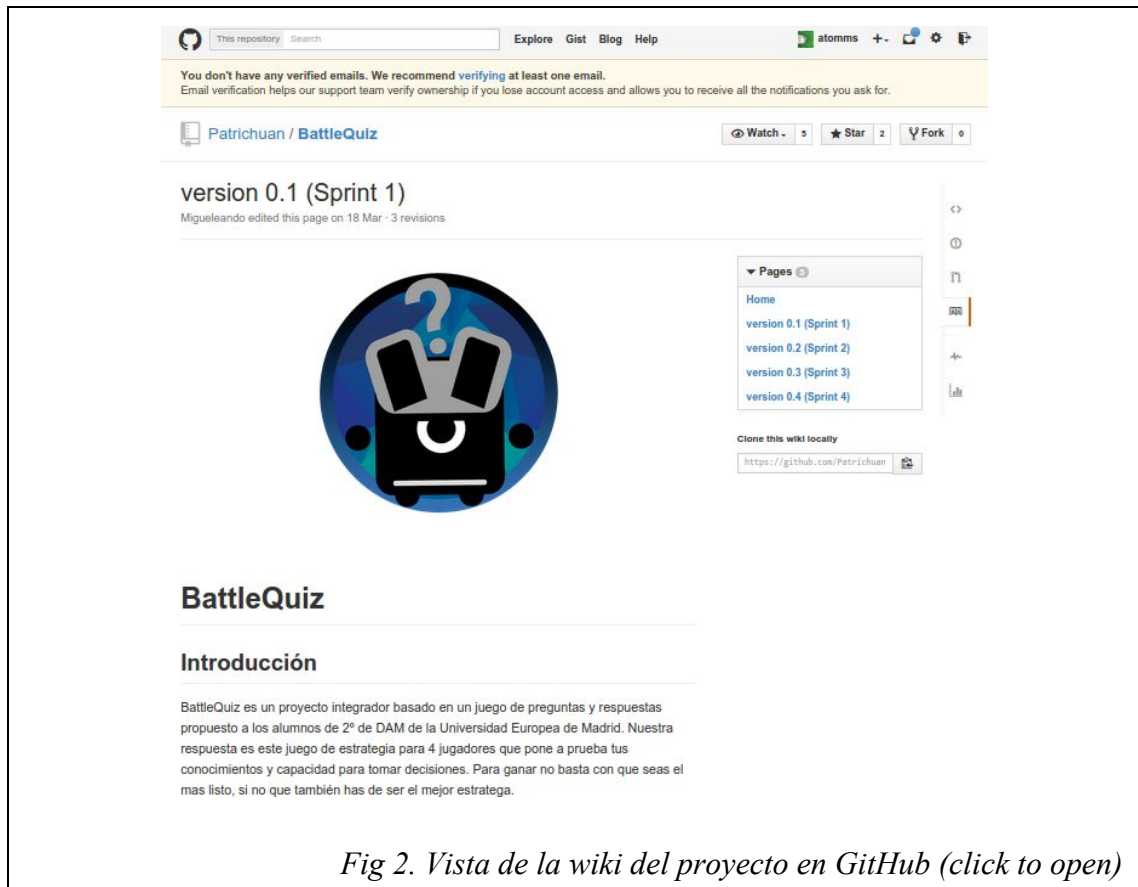 This repository Search Explore Gist Blog Help atomms
You don't have any verified emails. We recommend verifying at least one email.
Email verification helps our support team verify ownership if you lose account access and allows you to receive all the notifications you ask for.
Patrichuan / BattleQuiz Watch 5 Star 2 Fork 0
version 0.1 (Sprint 1)
Migueleando edited this page on 18 Mar · 3 revisions
?
Pages 5
Home
version 0.1 (Sprint 1)
version 0.2 (Sprint 2)
version 0.3 (Sprint 3)
version 0.4 (Sprint 4)
Clone this wiki locally
https://github.com/Patrichuan
BattleQuiz
Introducción
BattleQuiz es un proyecto integrador basado en un juego de preguntas y respuestas
propuesto a los alumnos de 2º de DAM de la Universidad Europea de Madrid. Nuestra
respuesta es este juego de estrategia para 4 jugadores que pone a prueba tus
conocimientos y capacidad para tomar decisiones. Para ganar no basta con que seas el
mas listo, si no que también has de ser el mejor estratega.
Fig 2. Vista de la wiki del proyecto en GitHub (click to open)